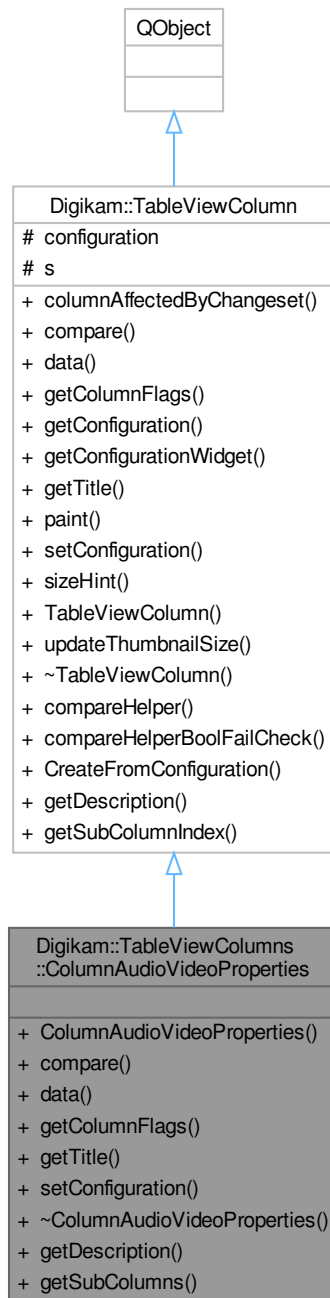 QObject
Digikam::TableViewColumn
# configuration
# s
+ columnAffectedByChangeset()
+ compare()
+ data()
+ getColumnFlags()
+ getConfiguration()
+ getConfigurationWidget()
+ getTitle()
+ paint()
+ setConfiguration()
+ sizeHint()
+ TableViewColumn()
+ updateThumbnailSize()
+ ~TableViewColumn()
+ compareHelper()
+ compareHelperBoolFailCheck()
+ CreateFromConfiguration()
+ getDescription()
+ getSubColumnIndex()
Digikam::TableViewColumns
::ColumnAudioVideoProperties
+ ColumnAudioVideoProperties()
+ compare()
+ data()
+ getColumnFlags()
+ getTitle()
+ setConfiguration()
+ ~ColumnAudioVideoProperties()
+ getDescription()
+ getSubColumns()